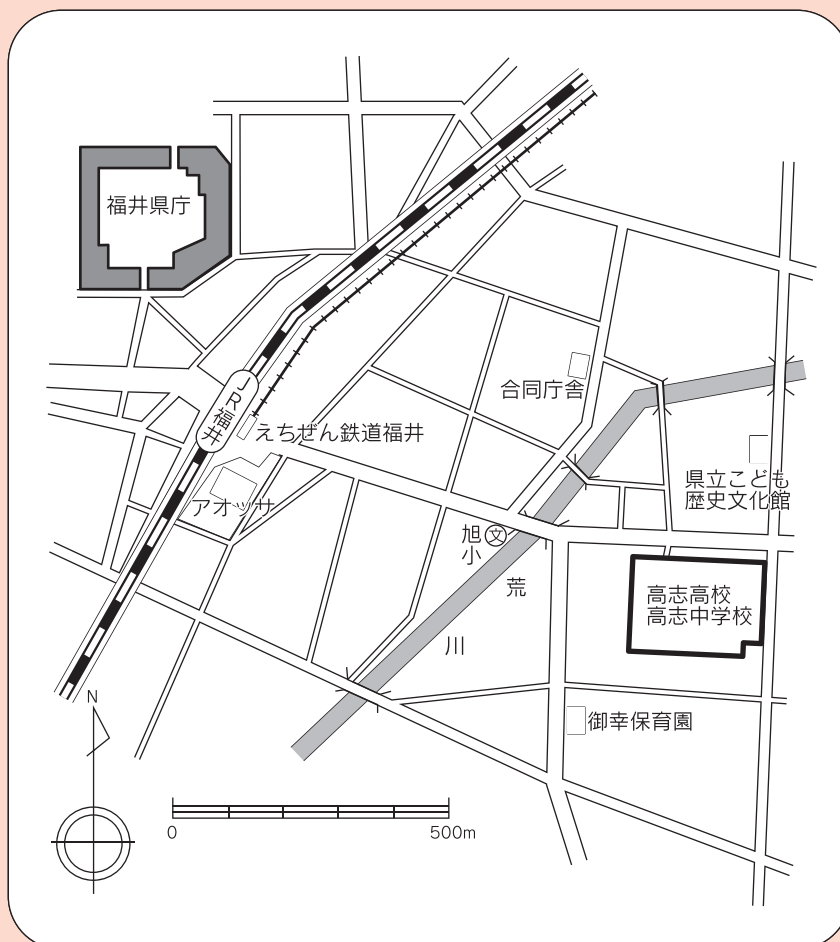 福井県庁
JR福井
合同庁舎
えちぜん鉄道福井
県立こども
歴史文化館
アオッサ
旭小
文
荒川
高志高校
高志中学校
N
御幸保育園
0
500m